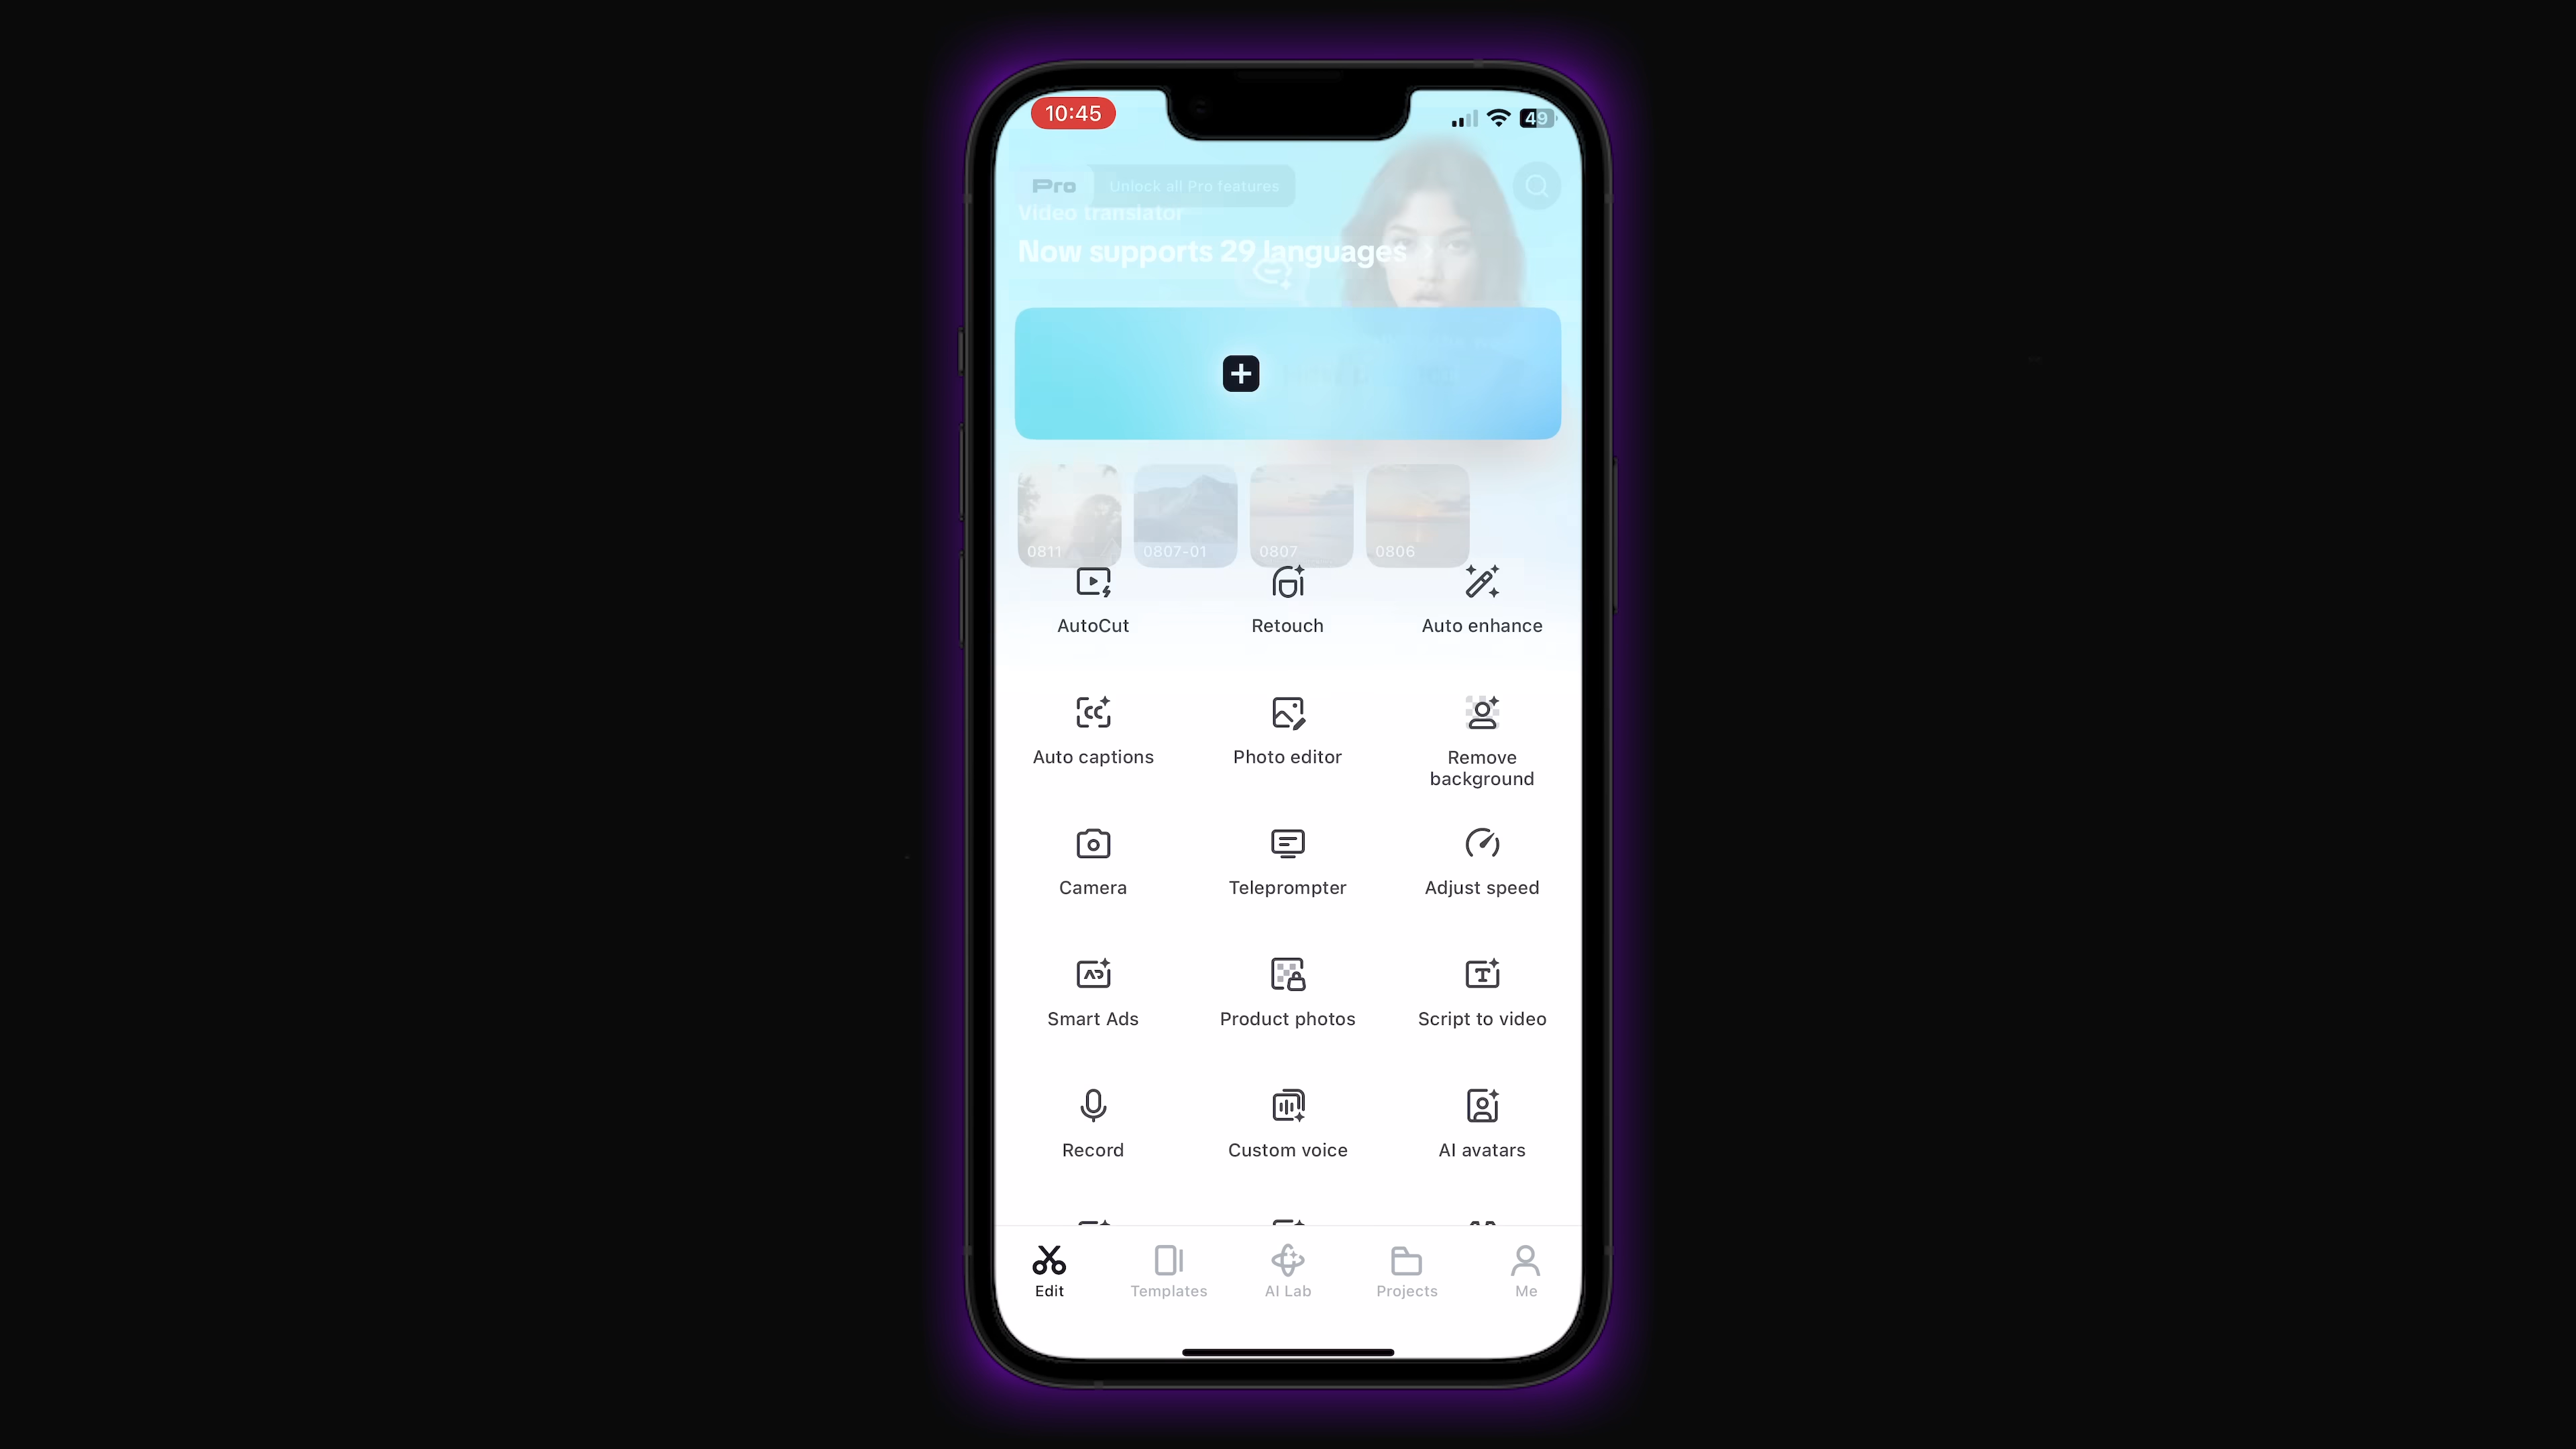 10:45
49
Pro
Unlock all Pro features
Video translator
Now supports 29 languages
0811
0807-01
0807
0806
AutoCut
Retouch
Auto enhance
Auto captions
Photo editor
Remove
background
Camera
Teleprompter
Adjust speed
Smart Ads
Product photos
Script to video
Record
Custom voice
AI avatars
Edit
Templates
AI Lab
Projects
Me